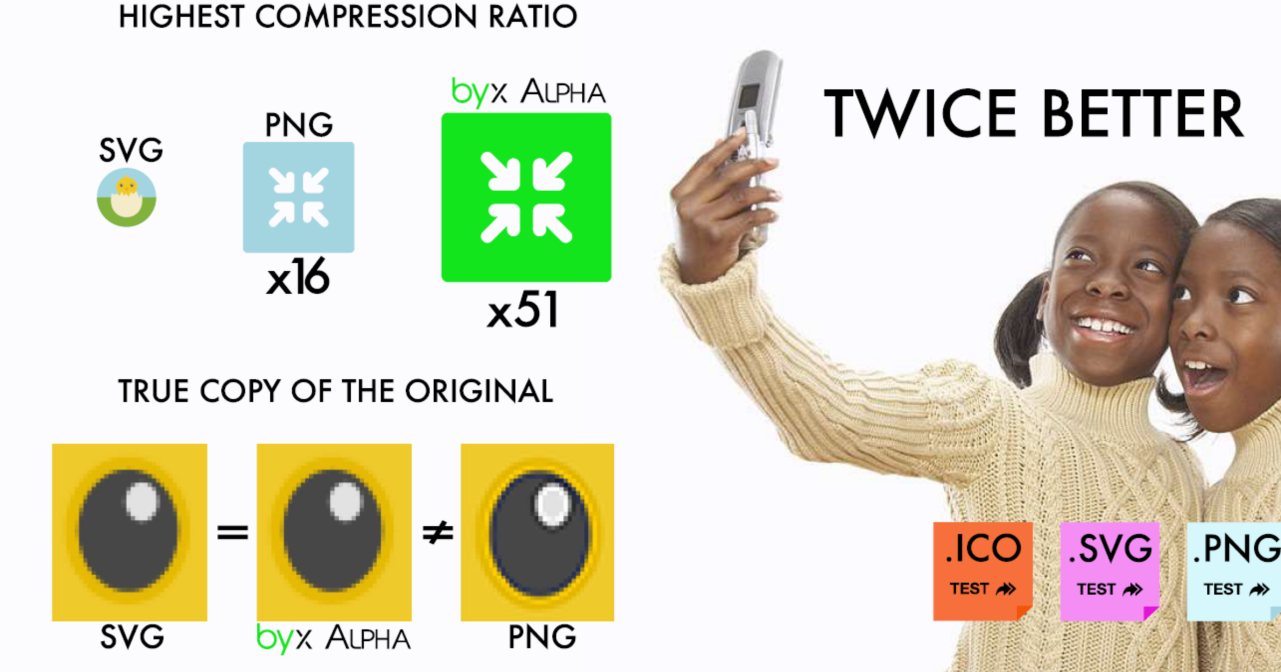 HIGHEST COMPRESSION RATIO
SVG
PNG
x16
byx ALPHA
x51
TWICE BETTER
TRUE COPY OF THE ORIGINAL
= ≠
SVG
byx ALPHA
PNG
.ICO
TEST
.SVG
TEST
.PNG
TEST